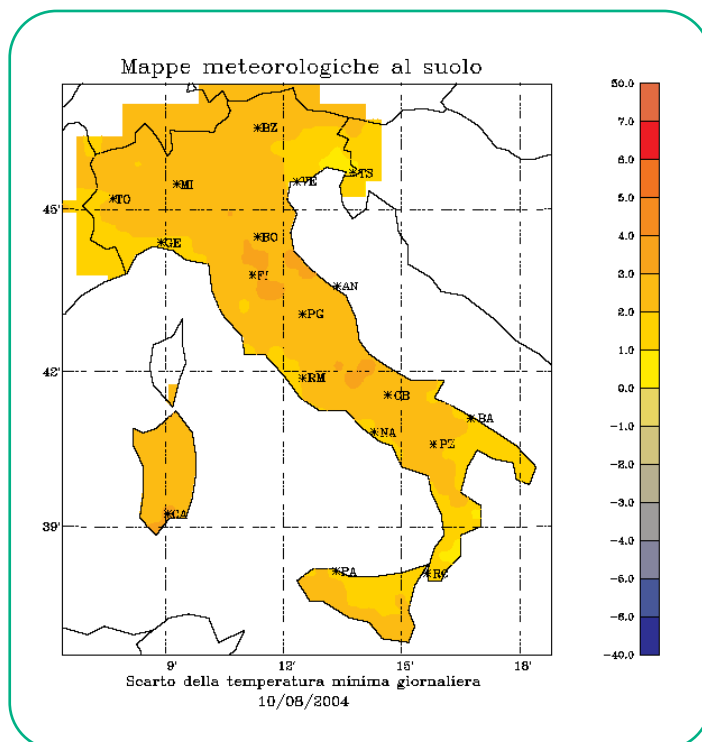 Mappe meteorologiche al suolo
50.0
7.0
6.0
5.0
4.0
3.0
2.0
1.0
0.0
-1.0
-2.0
-3.0
-4.0
-6.0
-6.0
-40.0
*BZ
*TS
*VE
*MI
*TO
*GE
*BO
*FI
*AN
*PG
*RM
*CB
*BA
*NA
*PZ
*CA
*PA
*RC
45'
42'
39'
9' 12' 15' 18'
Scarto della temperatura minima giornaliera
10/08/2004